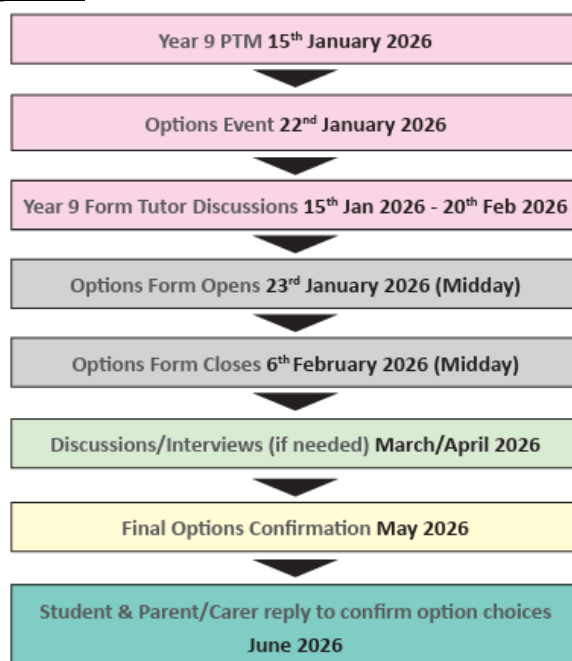 Year 9 PTM 15th January 2026
Options Event 22nd January 2026
Year 9 Form Tutor Discussions 15th Jan 2026 - 20th Feb 2026
Options Form Opens 23rd January 2026 (Midday)
Options Form Closes 6th February 2026 (Midday)
Discussions/Interviews (if needed) March/April 2026
Final Options Confirmation May 2026
Student & Parent/Carer reply to confirm option choices
June 2026